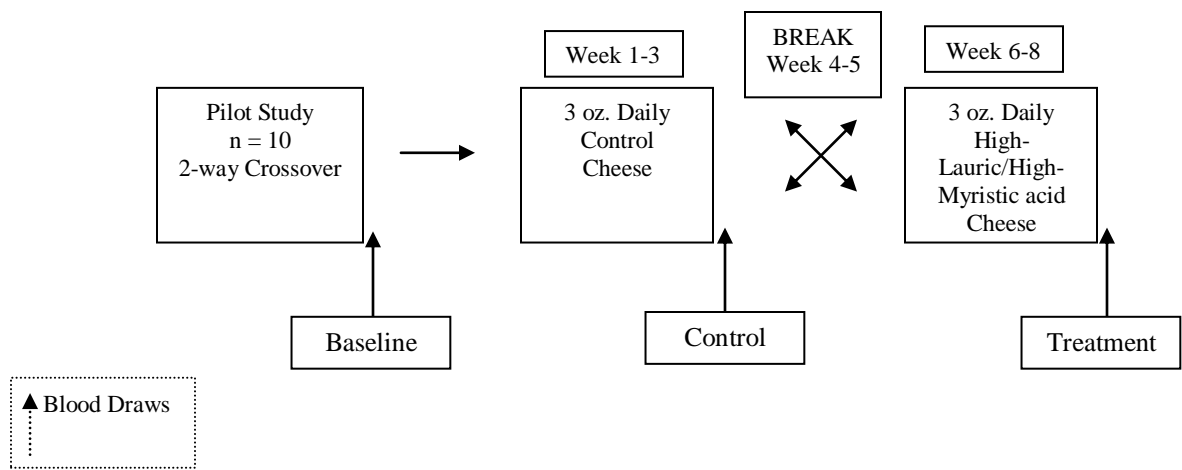 Week 1-3
BREAK
Week 4-5
Week 6-8
Pilot Study
n = 10
2-way Crossover
3 oz. Daily
Control
Cheese
3 oz. Daily
High-
Lauric/High-
Myristic acid
Cheese
Baseline
Control
Treatment
Blood Draws